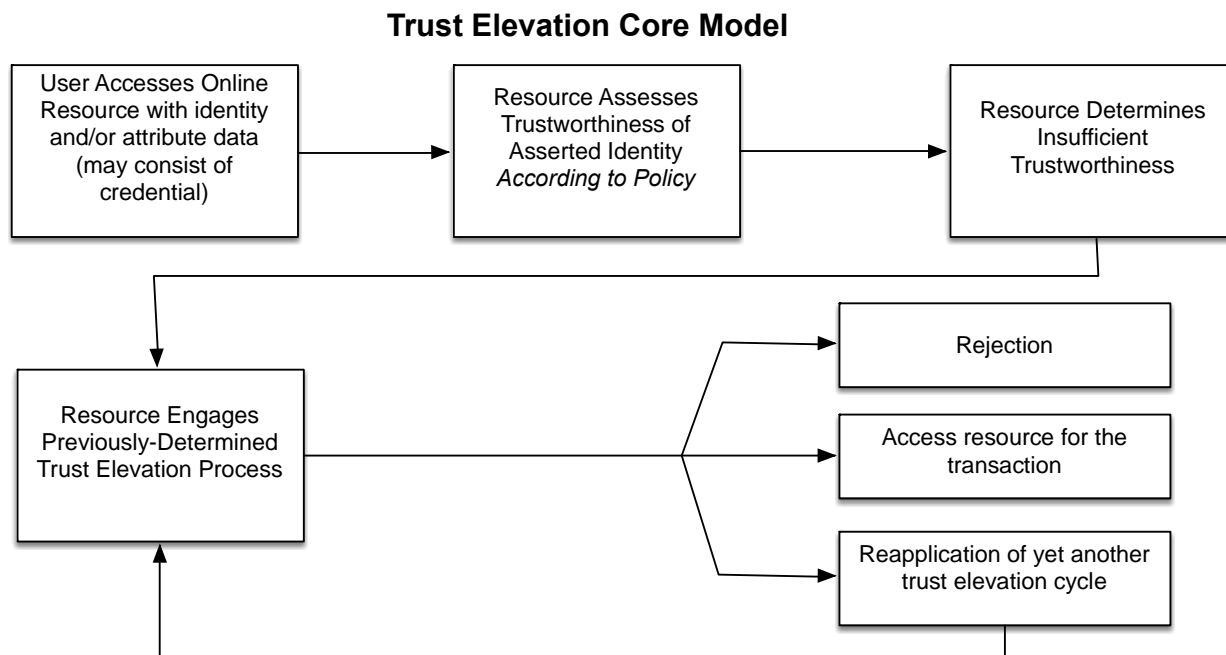 Trust Elevation Core Model
User Accesses Online
Resource with identity
and/or attribute data
(may consist of
credential)
Resource Assesses
Trustworthiness of
Asserted Identity
According to Policy
Resource Determines
Insufficient
Trustworthiness
Resource Engages
Previously-Determined
Trust Elevation Process
Rejection
Access resource for the
transaction
Reapplication of yet another
trust elevation cycle